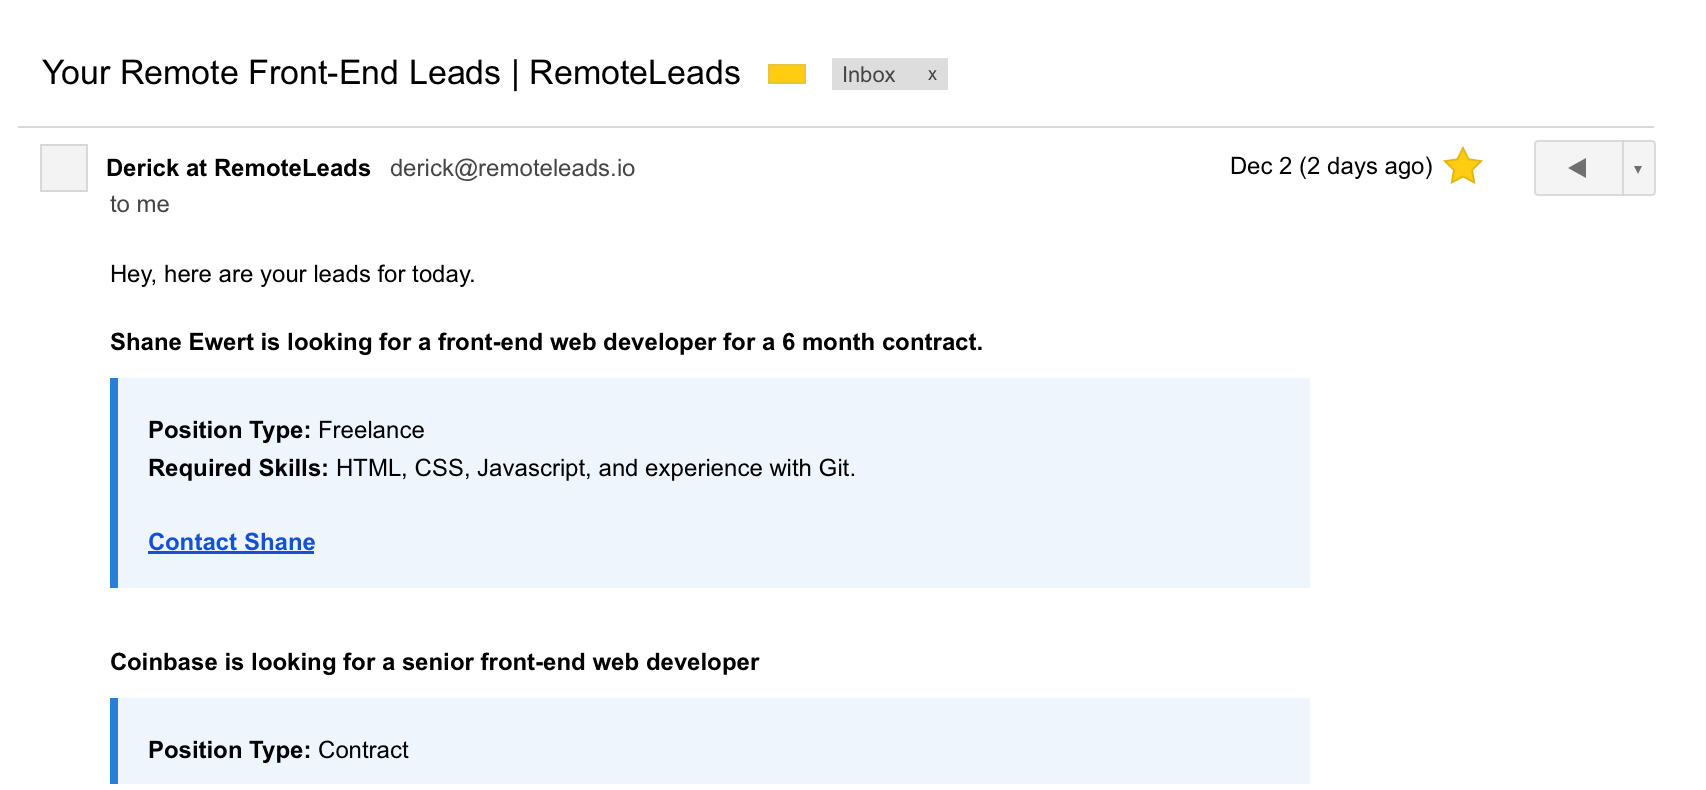 Your Remote Front-End Leads | RemoteLeads Inbox x
Derick at RemoteLeads derick@remoteleads.io Dec 2 (2 days ago)
to me
Hey, here are your leads for today.
Shane Ewert is looking for a front-end web developer for a 6 month contract.
Position Type: Freelance
Required Skills: HTML, CSS, Javascript, and experience with Git.
Contact Shane
Coinbase is looking for a senior front-end web developer
Position Type: Contract